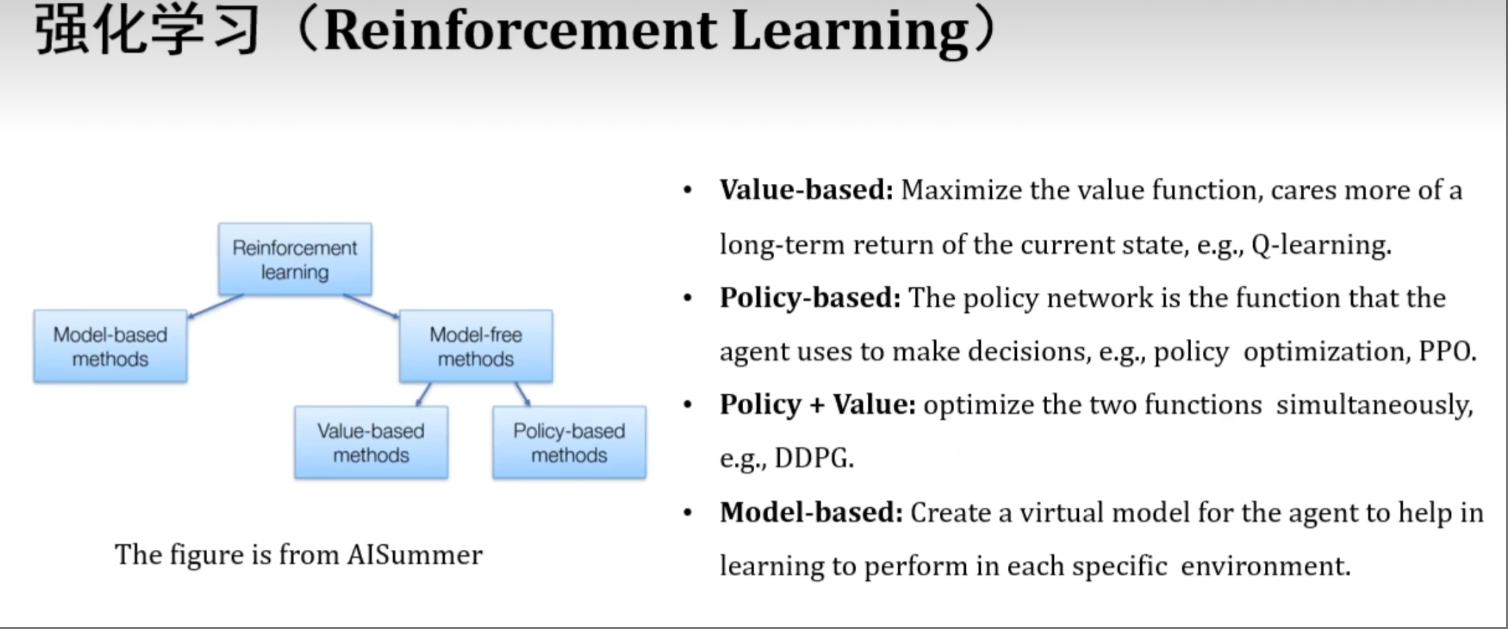 强化学习（Reinforcement Learning）
Reinforcement
learning
Model-based
methods
Model-free
methods
Value-based
methods
Policy-based
methods
The figure is from AISummer
• Value-based: Maximize the value function, cares more of a
long-term return of the current state, e.g., Q-learning.
• Policy-based: The policy network is the function that the
agent uses to make decisions, e.g., policy optimization, PPO.
• Policy + Value: optimize the two functions simultaneously,
e.g., DDPG.
• Model-based: Create a virtual model for the agent to help in
learning to perform in each specific environment.